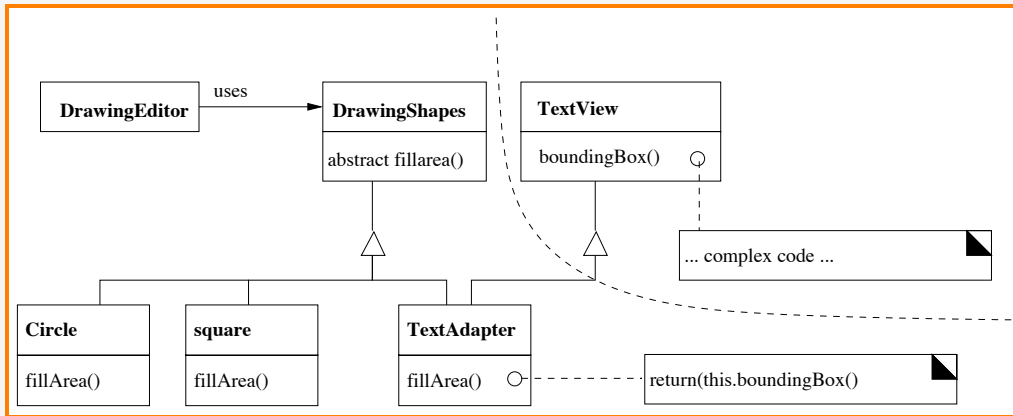 uses
DrawingEditor
DrawingShapes
abstract fillarea()
TextView
boundingBox()
... complex code ...
Circle
fillArea()
square
fillArea()
TextAdapter
fillArea()
return(this.boundingBox()